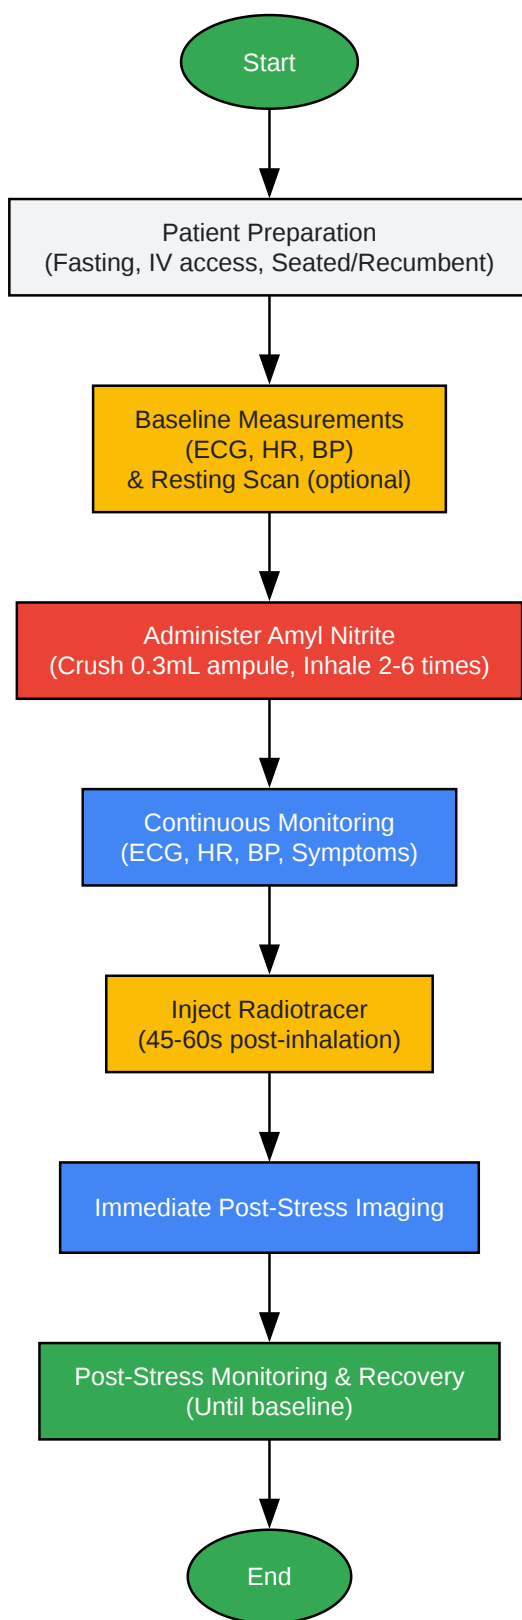 Start
Patient Preparation
(Fasting, IV access, Seated/Recumbent)
Baseline Measurements
(ECG, HR, BP)
& Resting Scan (optional)
Administer Amyl Nitrite
(Crush 0.3mL ampule, Inhale 2-6 times)
Continuous Monitoring
(ECG, HR, BP, Symptoms)
Inject Radiotracer
(45-60s post-inhalation)
Immediate Post-Stress Imaging
Post-Stress Monitoring & Recovery
(Until baseline)
End